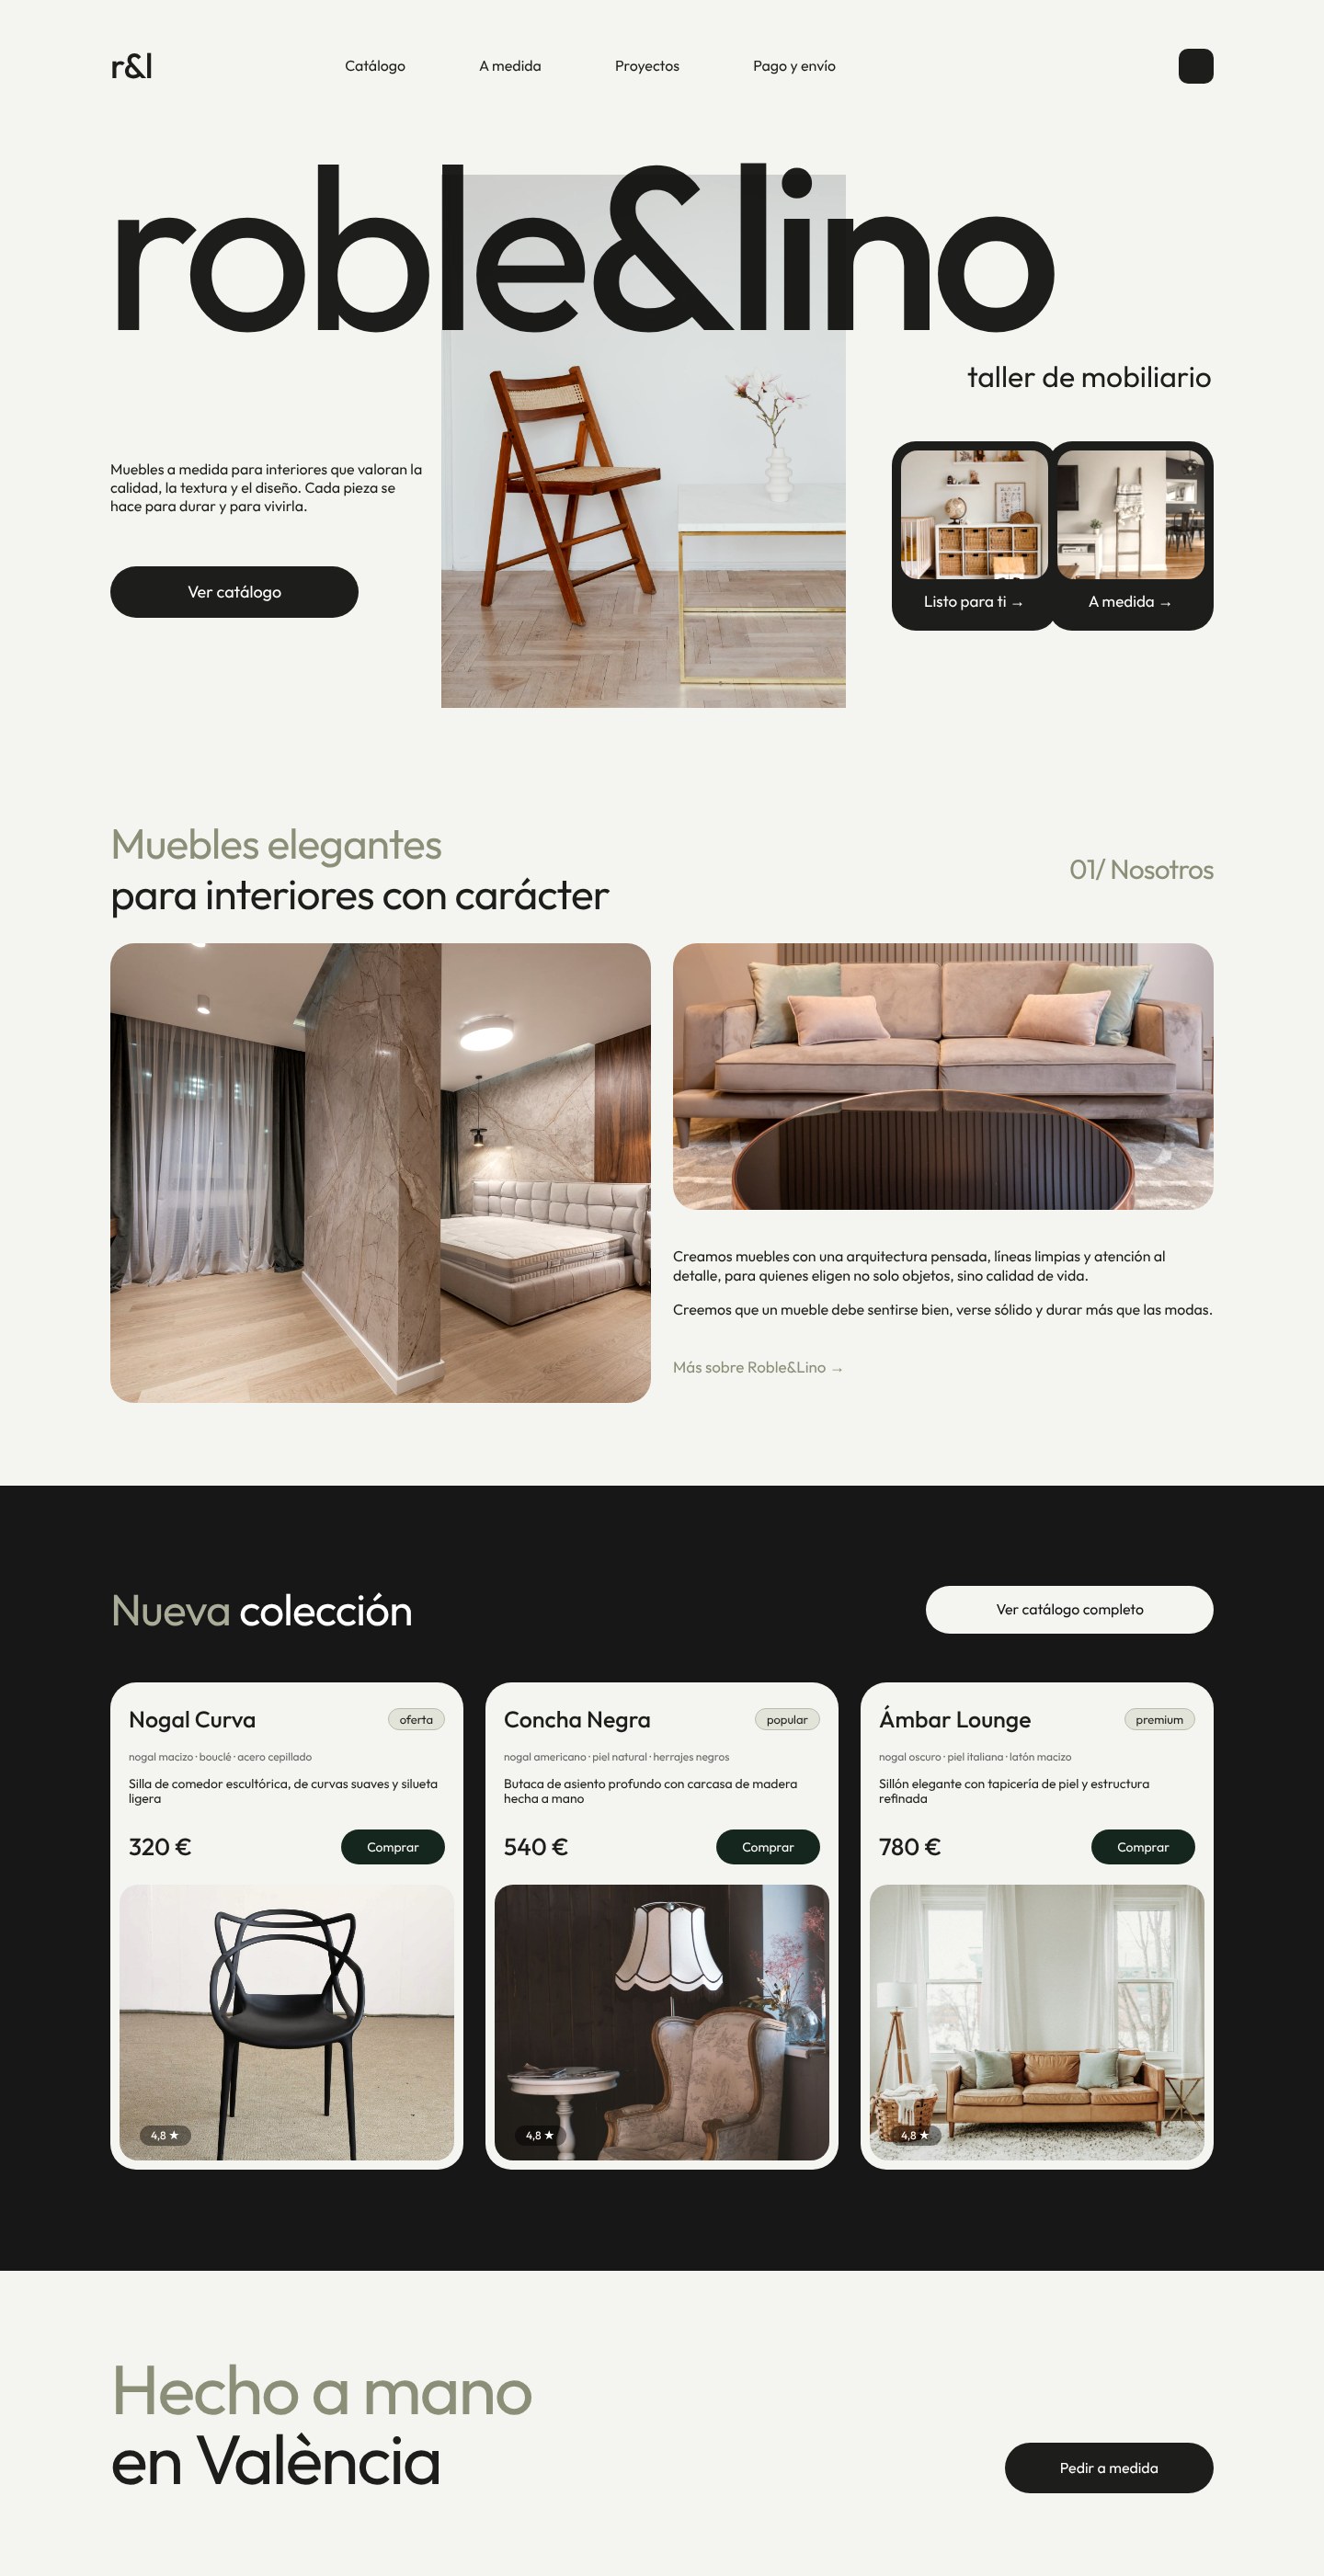 r&l
Catálogo
A medida
Proyectos
Pago y envío
roble&lino
taller de mobiliario
Muebles a medida para interiores que valoran la
calidad, la textura y el diseño. Cada pieza se
hace para durar y para vivirla.
Ver catálogo
Listo para ti →
A medida →
Muebles elegantes
para interiores con carácter
01/ Nosotros
Creamos muebles con una arquitectura pensada, líneas limpias y atención al
detalle, para quienes eligen no solo objetos, sino calidad de vida.
Creemos que un mueble debe sentirse bien, verse sólido y durar más que las modas.
Más sobre Roble&Lino →
Nueva colección
Ver catálogo completo
Nogal Curva
oferta
nogal macizo · bouclé · acero cepillado
Silla de comedor escultórica, de curvas suaves y silueta
ligera
320 €
Comprar
4,8 ★
Concha Negra
popular
nogal americano · piel natural · herrajes negros
Butaca de asiento profundo con carcasa de madera
hecha a mano
540 €
Comprar
4,8 ★
Ámbar Lounge
premium
nogal oscuro · piel italiana · latón macizo
Sillón elegante con tapicería de piel y estructura
refinada
780 €
Comprar
4,8 ★
Hecho a mano
en València
Pedir a medida